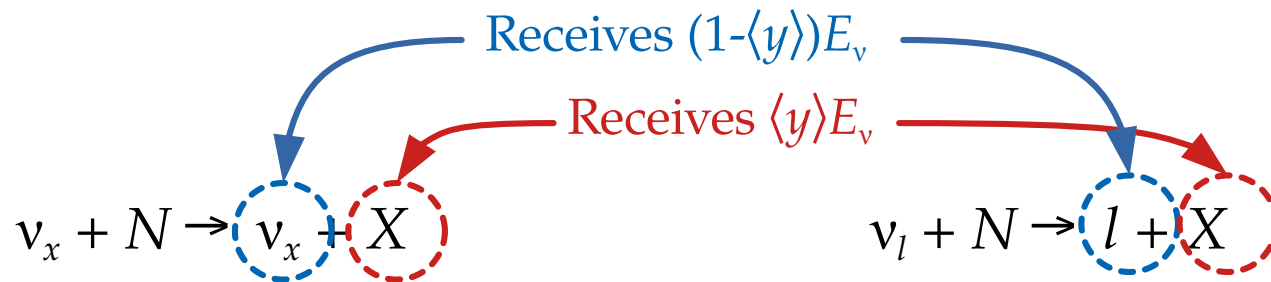 Receives (1-⟨y⟩)Eν
Receives ⟨y⟩Eν
νx + N → νx + X
νl + N → l + X